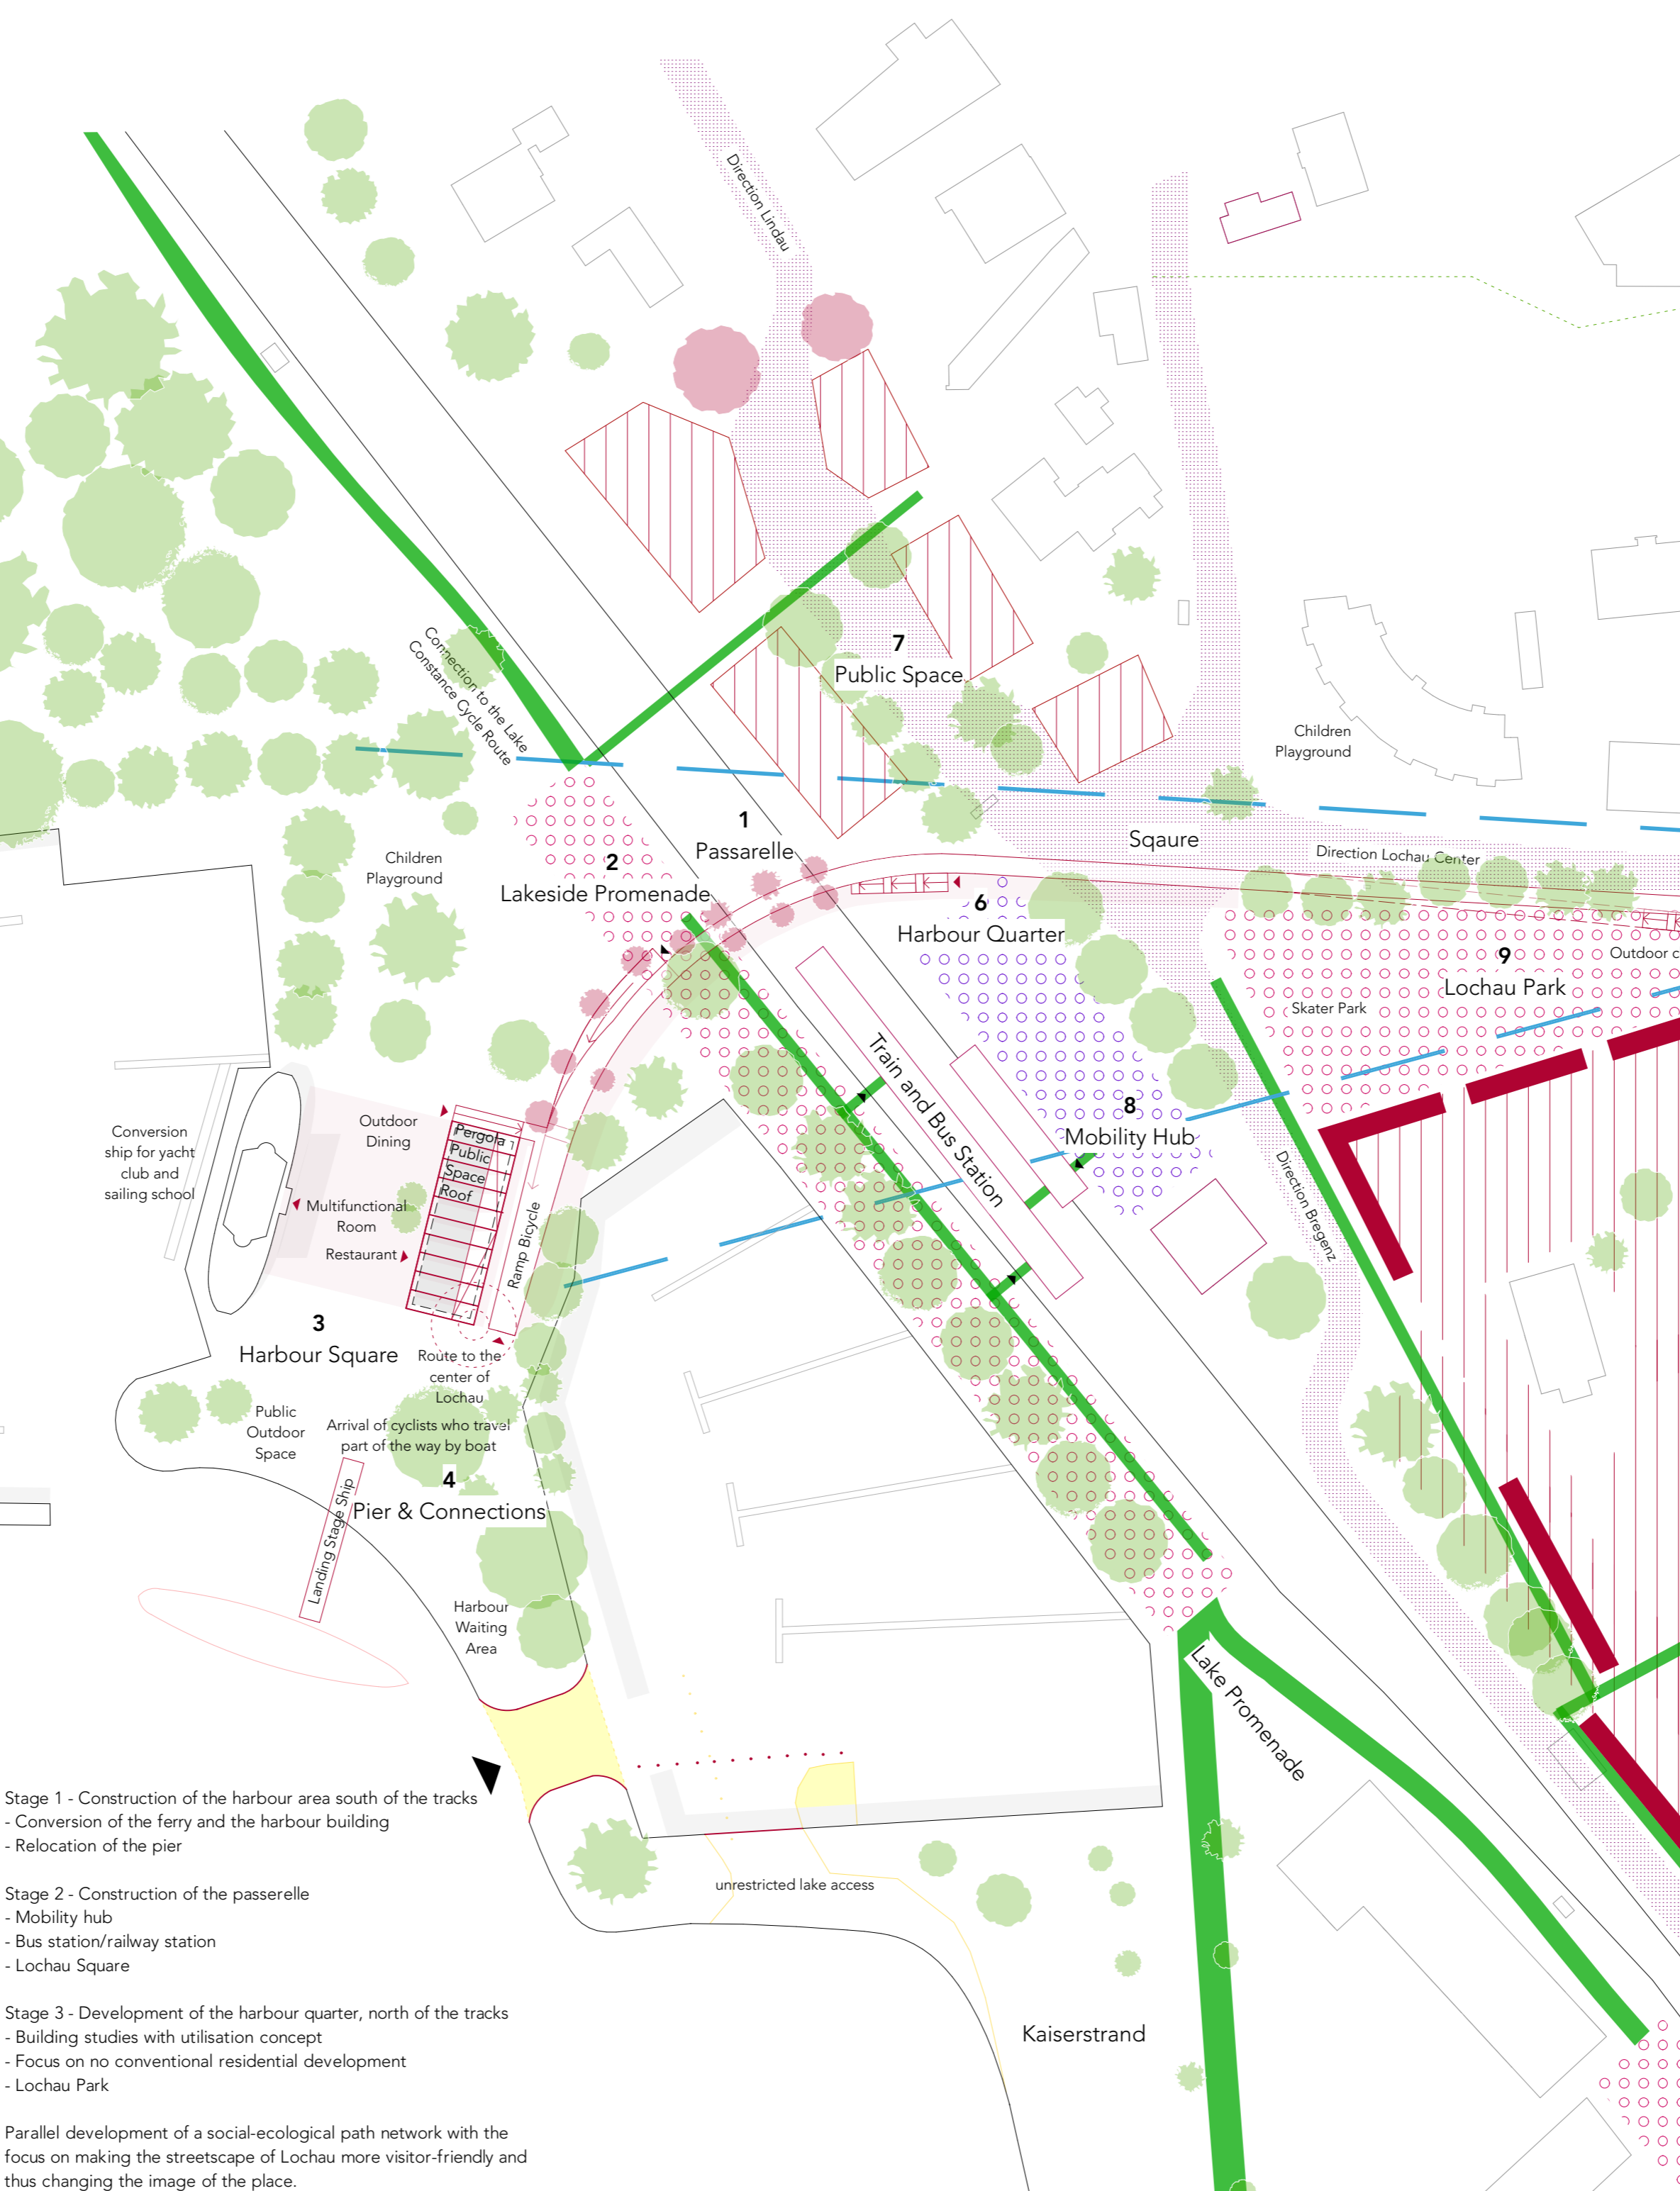 Direction Lindau
Connection to the Lake
Constance Cycle Route
7
Public Space
Children
Playground
1
Passarelle
Sqaure
Direction Lochau Center
Children
Playground
2
Lakeside Promenade
6
Harbour Quarter
9
Outdoor c
Lochau Park
Skater Park
Train and Bus Station
8
Mobility Hub
Direction Bregenz
Outdoor
Dining
Pergola
Public
Space
Roof
Conversion
ship for yacht
club and
sailing school
Multifunctional
Room
Restaurant
Ramp Bicycle
3
Harbour Square
Route to the
center of
Lochau
Public
Outdoor
Space
Arrival of cyclists who travel
part of the way by boat
4
Pier & Connections
Landing Stage Ship
Harbour
Waiting
Area
Lake Promenade
unrestricted lake access
Kaiserstrand
Stage 1 - Construction of the harbour area south of the tracks
- Conversion of the ferry and the harbour building
- Relocation of the pier
Stage 2 - Construction of the passerelle
- Mobility hub
- Bus station/railway station
- Lochau Square
Stage 3 - Development of the harbour quarter, north of the tracks
- Building studies with utilisation concept
- Focus on no conventional residential development
- Lochau Park
Parallel development of a social-ecological path network with the
focus on making the streetscape of Lochau more visitor-friendly and
thus changing the image of the place.